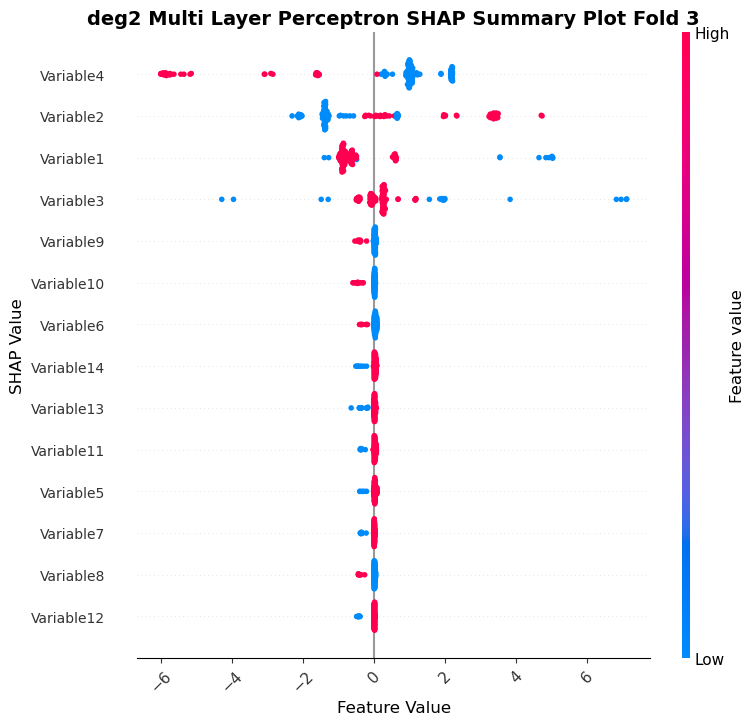 deg2 Multi Layer Perceptron SHAP Summary Plot Fold 3
High
Variable4
Variable2
Variable1
Variable3
Variable9
Variable10
Variable6
Variable14
Variable13
Variable11
Variable5
Variable7
Variable8
Variable12
SHAP Value
Feature value
Low
−6 −4 −2 0 2 4 6
Feature Value